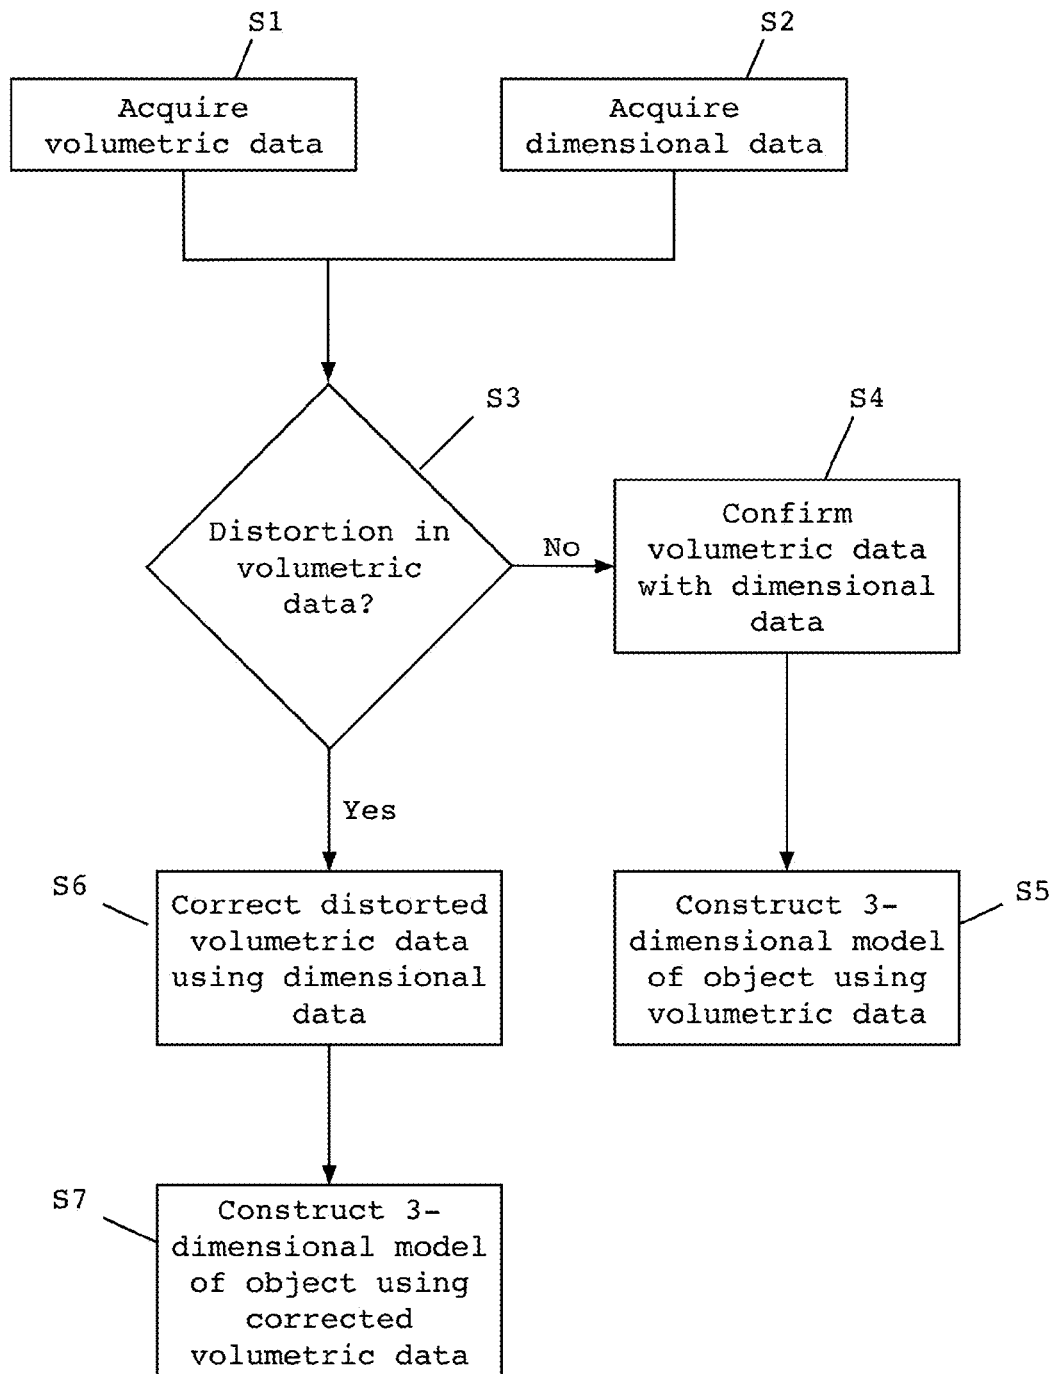 S1
S2
Acquire
volumetric data
Acquire
dimensional data
S3
S4
Distortion in
volumetric
data?
No
Confirm
volumetric data
with dimensional
data
Yes
S6
Correct distorted
volumetric data
using dimensional
data
Construct 3-
dimensional model
of object using
volumetric data
S5
S7
Construct 3-
dimensional model
of object using
corrected
volumetric data